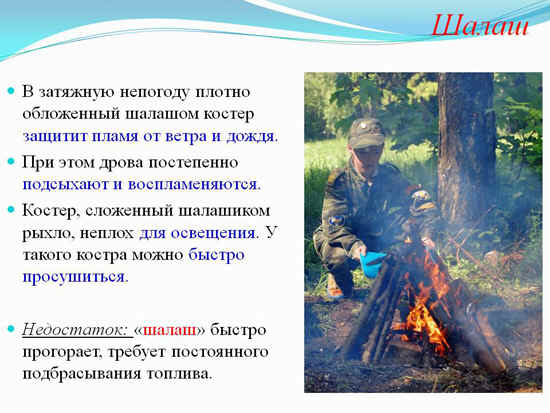 Шалаш
В затяжную непогоду плотно
обложенный шалашом костер
защитит пламя от ветра и дождя.
При этом дрова постепенно
подсыхают и воспламеняются.
Костер, сложенный шалашиком
рыхло, неплох для освещения. У
такого костра можно быстро
просушиться.
Недостаток: «шалаш» быстро
прогорает, требует постоянного
подбрасывания топлива.